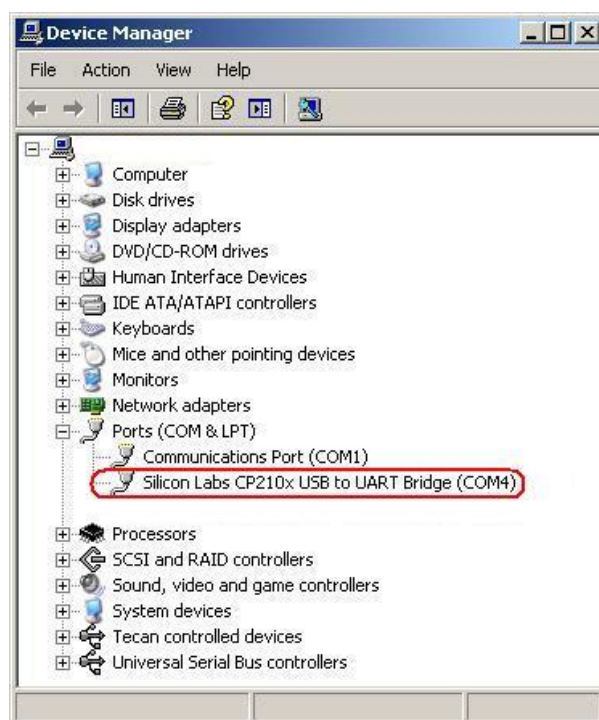 Device Manager
File Action View Help
Computer
Disk drives
Display adapters
DVD/CD-ROM drives
Human Interface Devices
IDE ATA/ATAPI controllers
Keyboards
Mice and other pointing devices
Monitors
Network adapters
Ports (COM & LPT)
Communications Port (COM1)
Silicon Labs CP210x USB to UART Bridge (COM4)
Processors
SCSI and RAID controllers
Sound, video and game controllers
System devices
Tecan controlled devices
Universal Serial Bus controllers